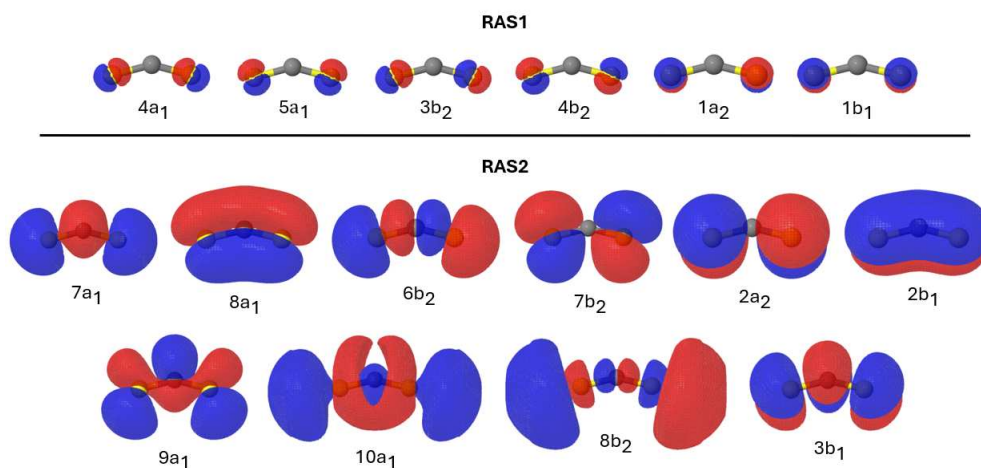 RAS1
4a₁ 5a₁ 3b₂ 4b₂ 1a₂ 1b₁
RAS2
7a₁ 8a₁ 6b₂ 7b₂ 2a₂ 2b₁
9a₁ 10a₁ 8b₂ 3b₁